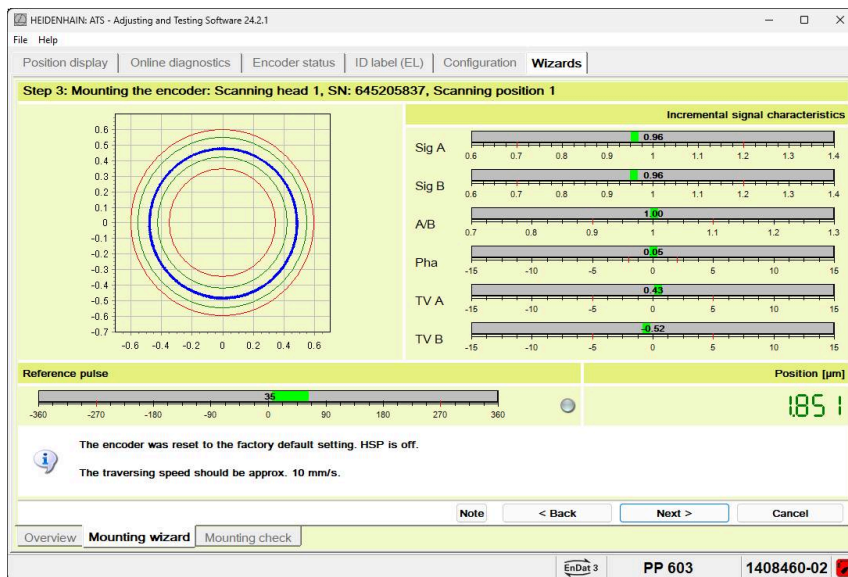 HEIDENHAIN: ATS - Adjusting and Testing Software 24.2.1
File Help
Position display Online diagnostics Encoder status ID label (EL) Configuration Wizards
Step 3: Mounting the encoder: Scanning head 1, SN: 645205837, Scanning position 1
0.6
0.5
0.4
0.3
0.2
0.1
0
-0.1
-0.2
-0.3
-0.4
-0.5
-0.6
-0.7
-0.6 -0.4 -0.2 0 0.2 0.4 0.6
Incremental signal characteristics
Sig A 0.96
0.6 0.7 0.8 0.9 1 1.1 1.2 1.3 1.4
Sig B 0.96
0.6 0.7 0.8 0.9 1 1.1 1.2 1.3 1.4
A/B 1.00
0.7 0.8 0.9 1 1.1 1.2 1.3
Pha 0.05
-15 -10 -5 0 5 10 15
TV A 0.43
-15 -10 -5 0 5 10 15
TV B -0.52
-15 -10 -5 0 5 10 15
Reference pulse
35
-360 -270 -180 -90 0 90 180 270 360
Position [µm]
1.851
The encoder was reset to the factory default setting. HSP is off.
The traversing speed should be approx. 10 mm/s.
Note < Back Next > Cancel
Overview Mounting wizard Mounting check
EnDat 3 PP 603 1408460-02